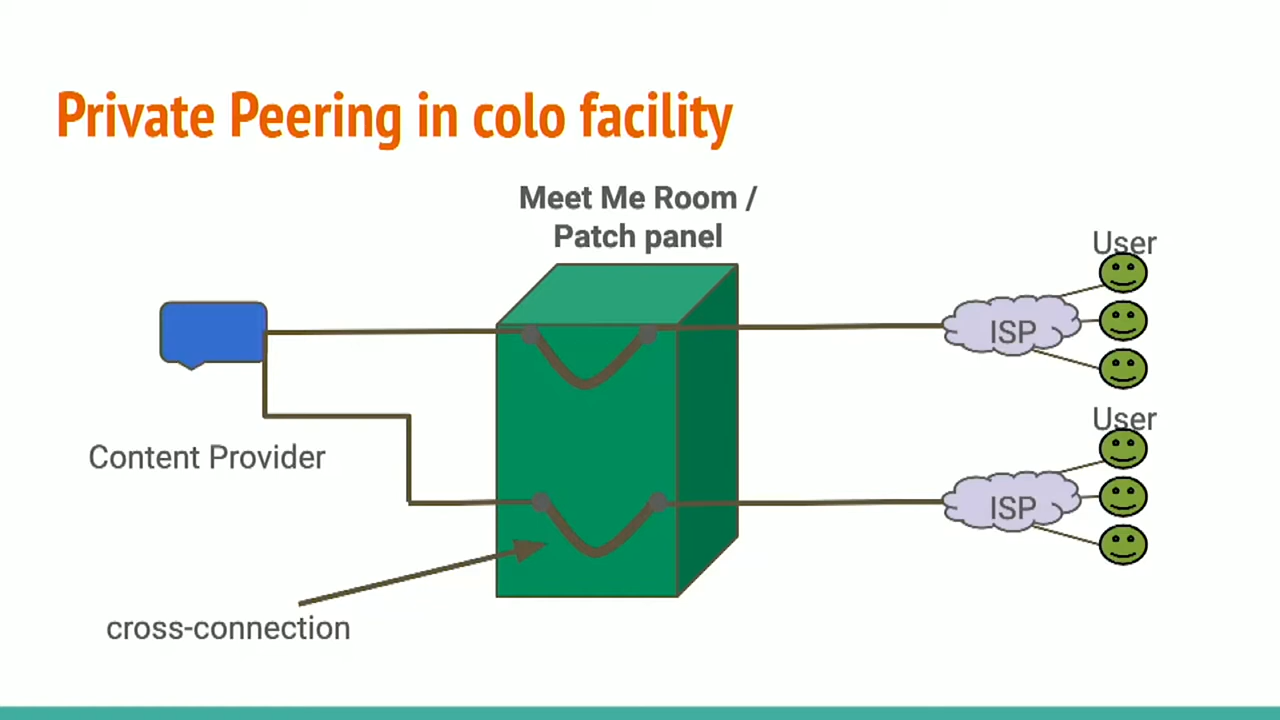 Private Peering in colo facility
Meet Me Room /
Patch panel
User
ISP
Content Provider
User
ISP
cross-connection